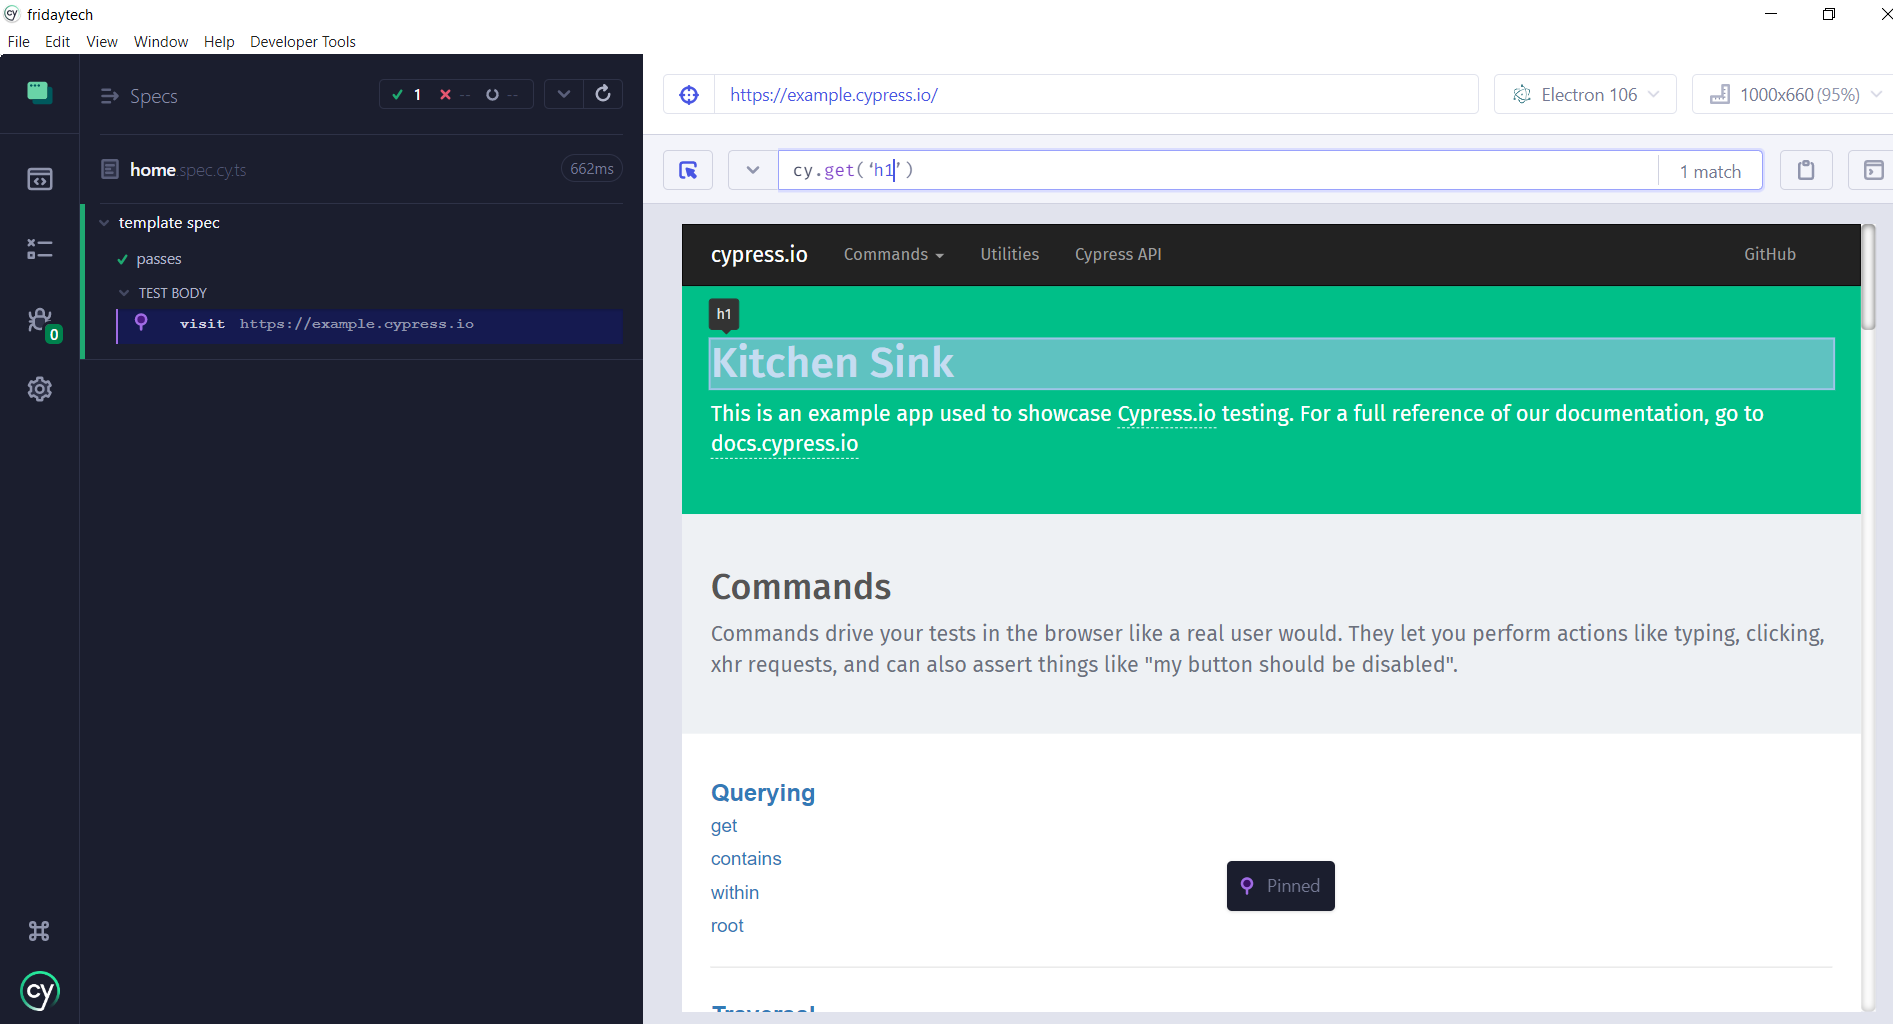 cy fridaytech
File Edit View Window Help Developer Tools
Specs 1 -- --
home.spec.cy.ts 662ms
template spec
passes
TEST BODY
visit https://example.cypress.io
0
cy
https://example.cypress.io/ Electron 106 1000x660 (95%)
cy.get(‘h1’) 1 match
cypress.io Commands Utilities Cypress API GitHub
h1
Kitchen Sink
This is an example app used to showcase Cypress.io testing. For a full reference of our documentation, go to
docs.cypress.io
Commands
Commands drive your tests in the browser like a real user would. They let you perform actions like typing, clicking,
xhr requests, and can also assert things like "my button should be disabled".
Querying
get
contains
within
root
Pinned
Traversal